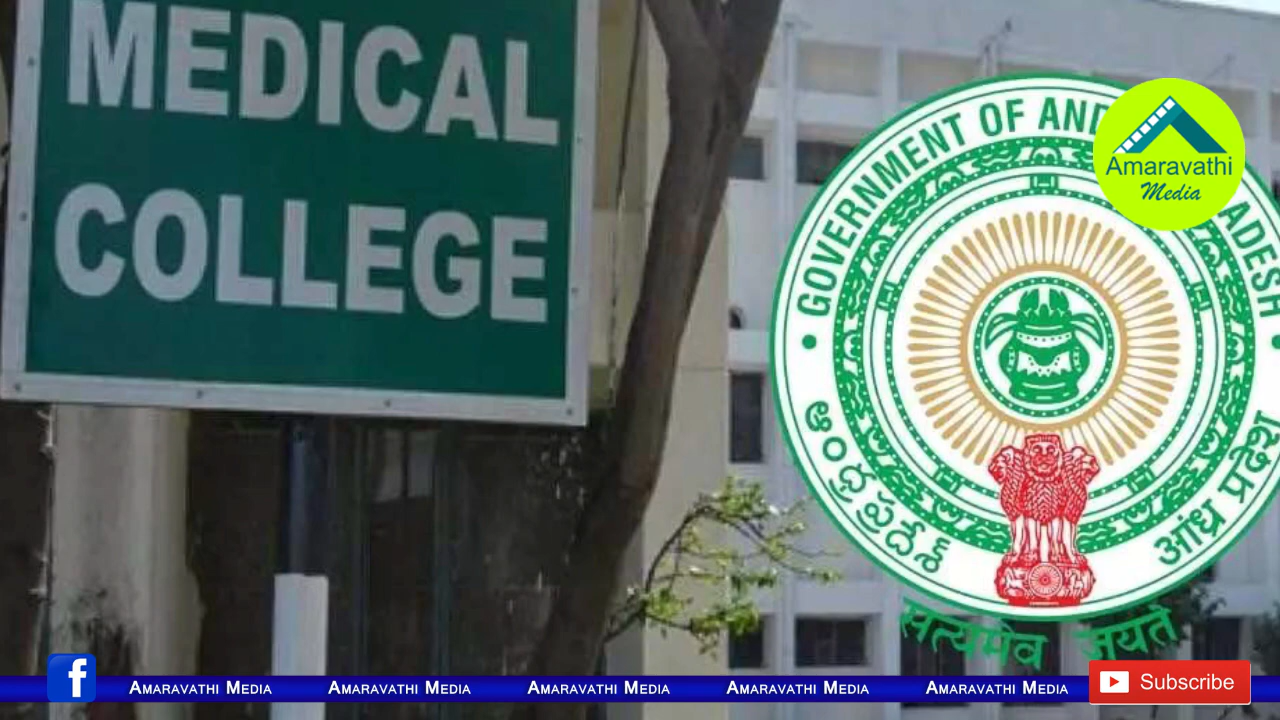 MEDICAL
COLLEGE
GOVERNMENT OF AND
ADESH
ఆంధ్రప్రదేశ్
आंध्र प्रदेश
सत्यमेव जयते
Amaravathi
Media
f
AMARAVATHI MEDIA AMARAVATHI MEDIA AMARAVATHI MEDIA AMARAVATHI MEDIA AMARAVATHI MEDIA
Subscribe